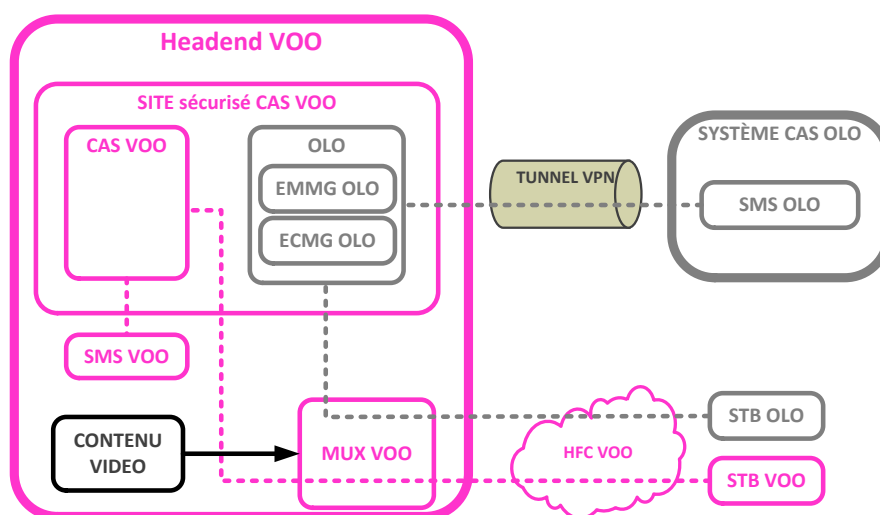 Headend VOO
SITE sécurisé CAS VOO
CAS VOO
OLO
EMMG OLO
ECMG OLO
TUNNEL VPN
SYSTÈME CAS OLO
SMS OLO
SMS VOO
CONTENU
VIDEO
MUX VOO
HFC VOO
STB OLO
STB VOO